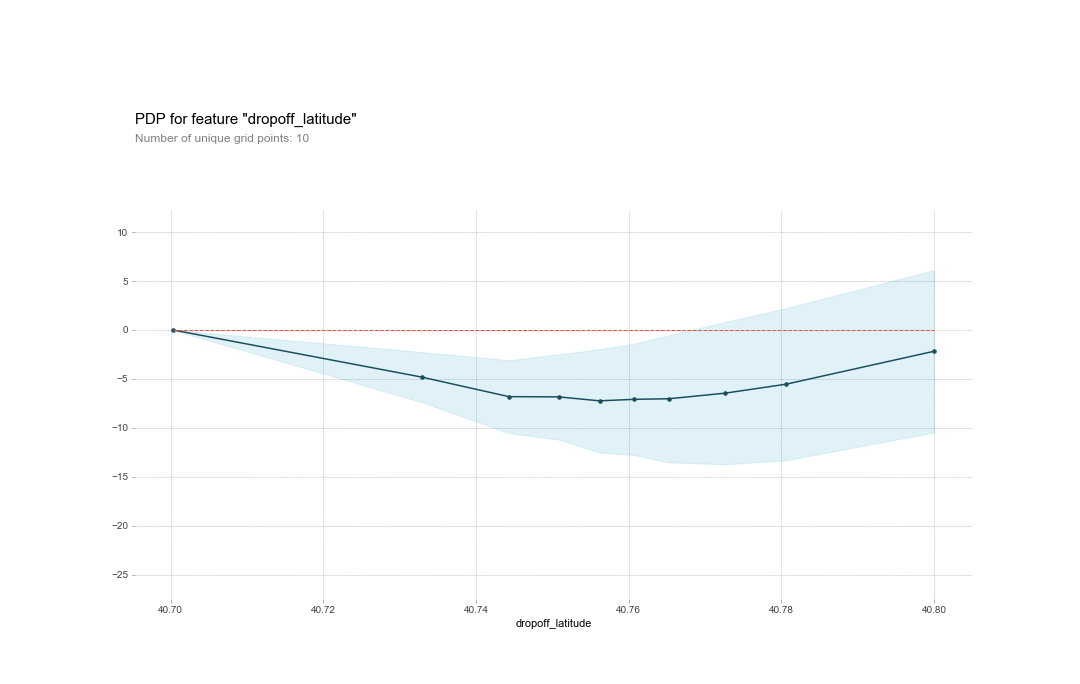 PDP for feature "dropoff_latitude"
Number of unique grid points: 10
10
5
0
−5
−10
−15
−20
−25
40.70 40.72 40.74 40.76 40.78 40.80
dropoff_latitude